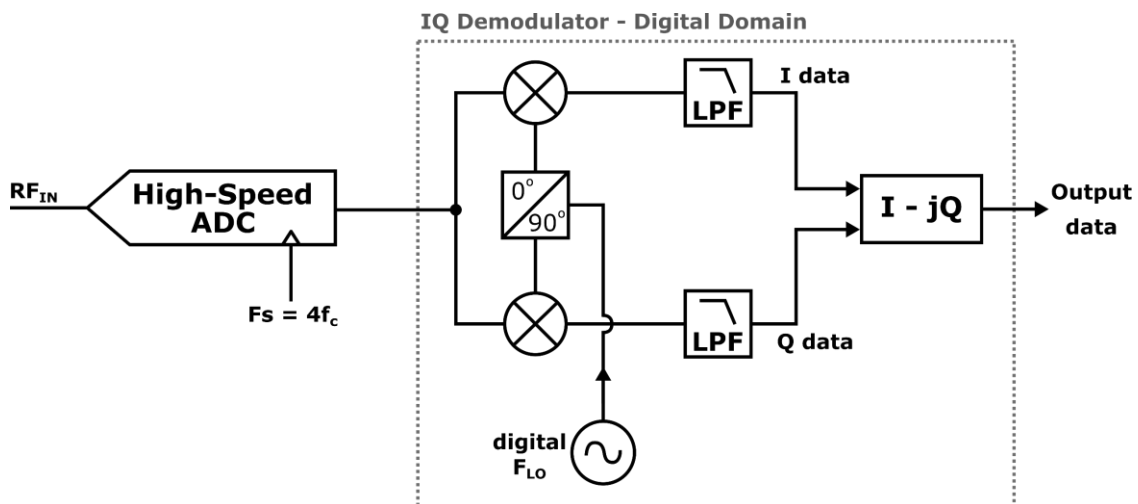 IQ Demodulator - Digital Domain
I data
LPF
RF_IN
High-Speed
ADC
0°
90°
I - jQ
Output
data
Fs = 4f_c
LPF
Q data
digital
F_LO